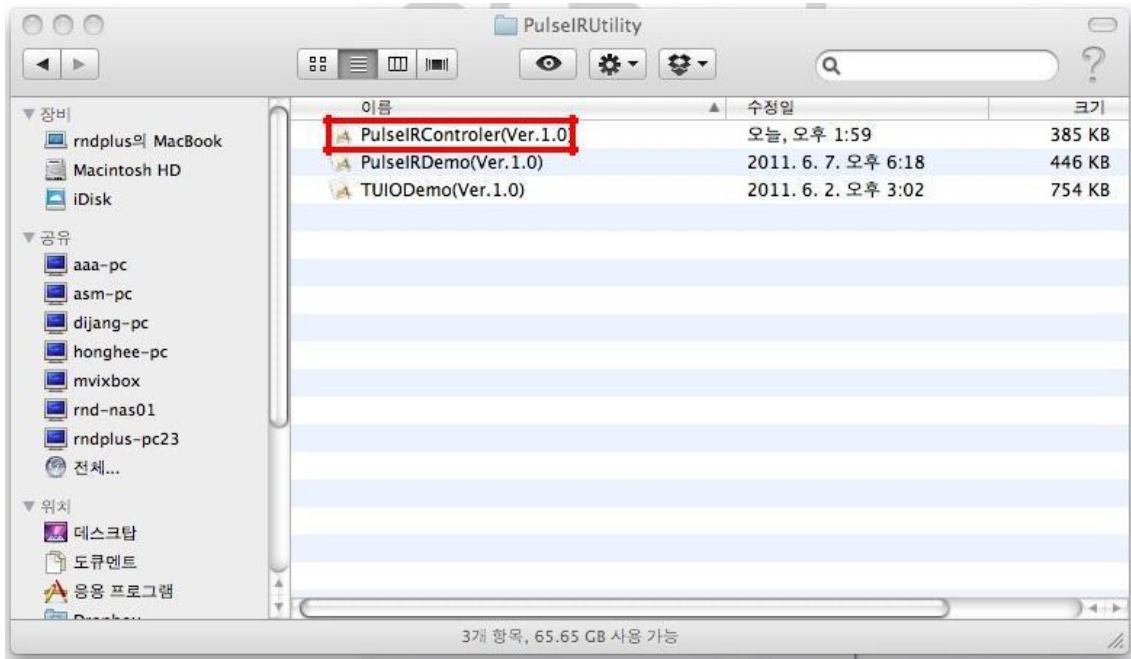 PulseIRUtility
이름 수정일 크기
PulseIRControler(Ver.1.0) 오늘, 오후 1:59 385 KB
PulseIRDemo(Ver.1.0) 2011. 6. 7. 오후 6:18 446 KB
TUIODemo(Ver.1.0) 2011. 6. 2. 오후 3:02 754 KB
장비
rndplus의 MacBook
Macintosh HD
iDisk
공유
aaa-pc
asm-pc
dijang-pc
honghee-pc
mvixbox
rnd-nas01
rndplus-pc23
전체...
위치
데스크탑
도큐멘트
응용 프로그램
3개 항목, 65.65 GB 사용 가능